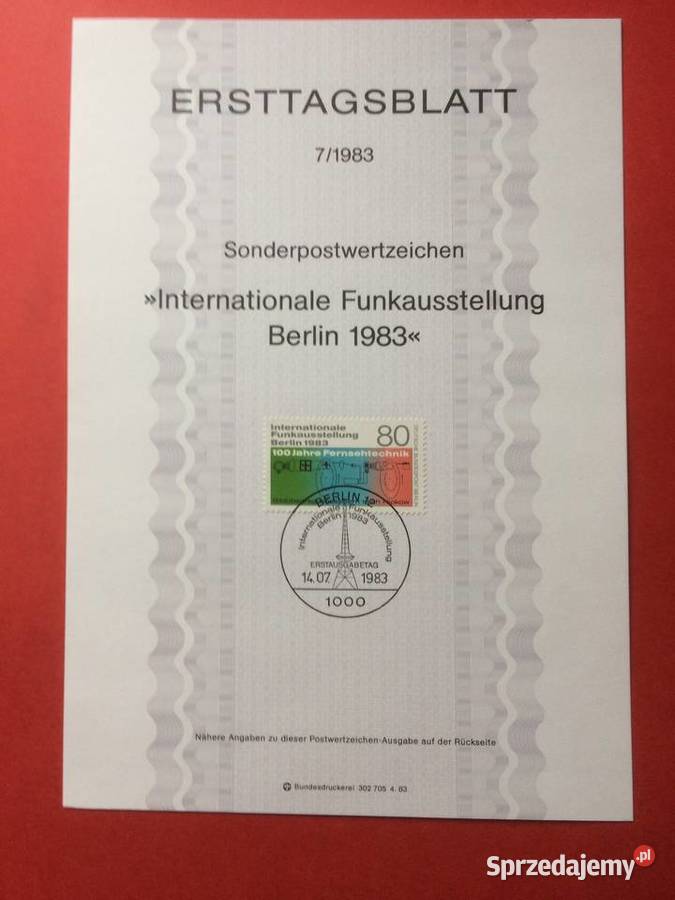 ERSTTAGSBLATT
7/1983
Sonderpostwertzeichen
»Internationale Funkausstellung
Berlin 1983«
Internationale
Funkausstellung
Berlin 1983
80
100 Jahre Fernsehtechnik
BERLIN 12
Internationale Funkausstellung
Berlin 1983
ERSTAUSGABETAG
14.07. 1983
1000
Nähere Angaben zu dieser Postwertzeichen-Ausgabe auf der Rückseite
Bundesdruckerei 302 705 4. 83
Sprzedajemy.pl